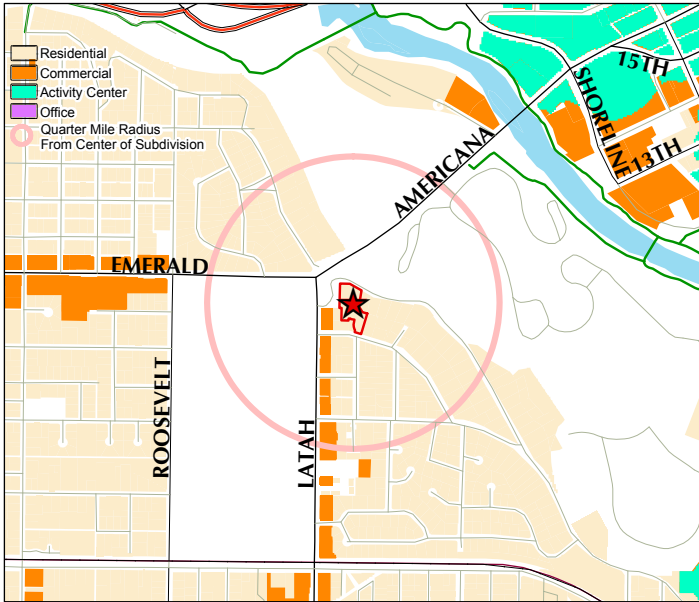 Residential
Commercial
Activity Center
Office
Quarter Mile Radius
From Center of Subdivision
15TH
SHORELINE
13TH
AMERICANA
EMERALD
ROOSEVELT
LATAH